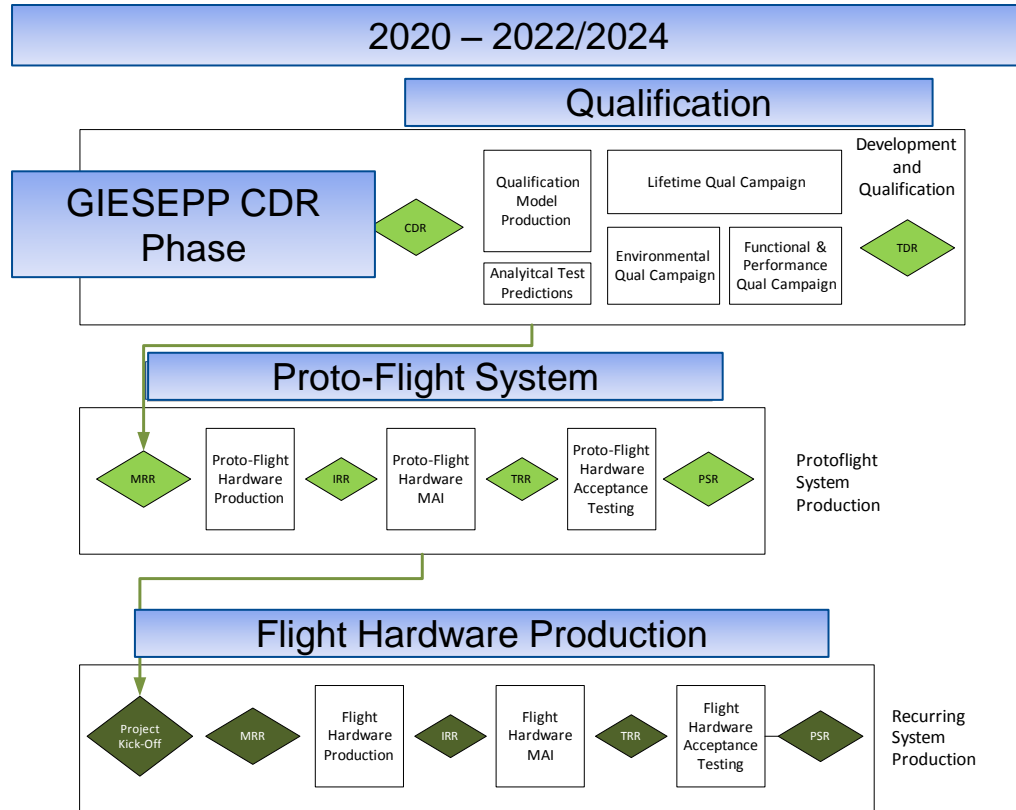 2020 – 2022/2024
Qualification
GIESEPP CDR
Phase
CDR
Qualification
Model
Production
Analyitcal Test
Predictions
Lifetime Qual Campaign
Environmental
Qual Campaign
Functional &
Performance
Qual Campaign
Development
and
Qualification
TDR
Proto-Flight System
MRR
Proto-Flight
Hardware
Production
IRR
Proto-Flight
Hardware
MAI
TRR
Proto-Flight
Hardware
Acceptance
Testing
PSR
Protoflight
System
Production
Flight Hardware Production
Project
Kick-Off
MRR
Flight
Hardware
Production
IRR
Flight
Hardware
MAI
TRR
Flight
Hardware
Acceptance
Testing
PSR
Recurring
System
Production